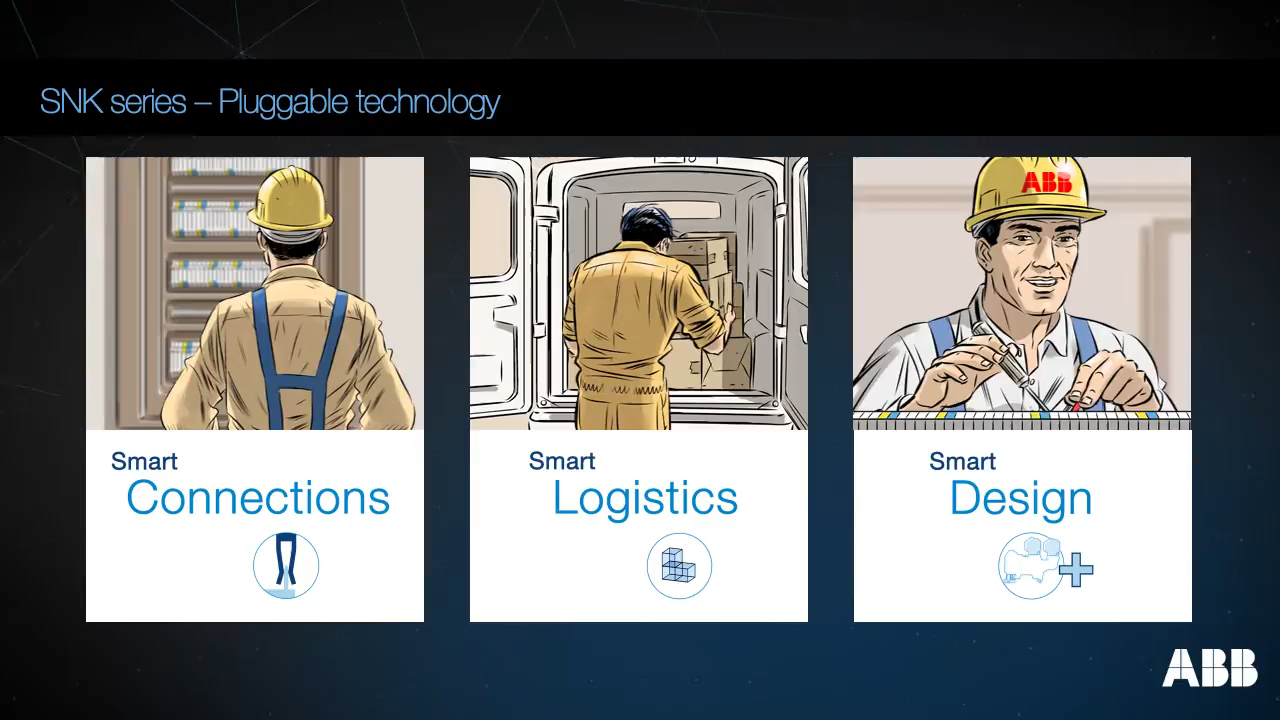 SNK series – Pluggable technology
ABB
Smart
Connections
Smart
Logistics
Smart
Design
ABB